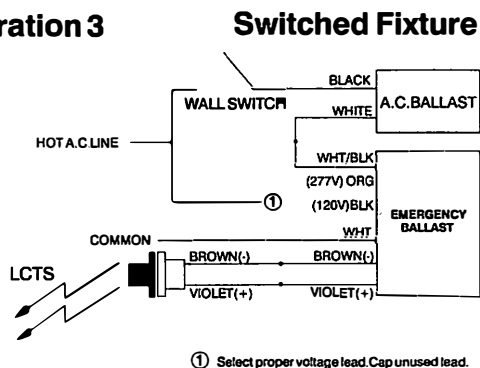 ration 3
Switched Fixture
BLACK
WALL SWITCH
A.C.BALLAST
WHITE
HOT A.C.LINE
WHT/BLK
(277V) ORG
①
(120V)BLK
EMERGENCY
BALLAST
WHT
COMMON
BROWN(-)
BROWN(-)
LCTS
VIOLET(+)
VIOLET(+)
① Select proper voltage lead.Cap unused lead.